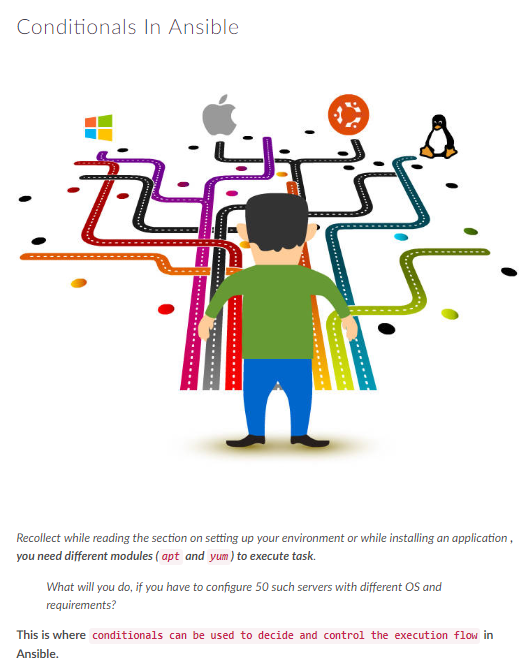 Conditionals In Ansible
Recollect while reading the section on setting up your environment or while installing an application ,
you need different modules ( apt and yum ) to execute task.
What will you do, if you have to configure 50 such servers with different OS and
requirements?
This is where conditionals can be used to decide and control the execution flow in
Ansible.